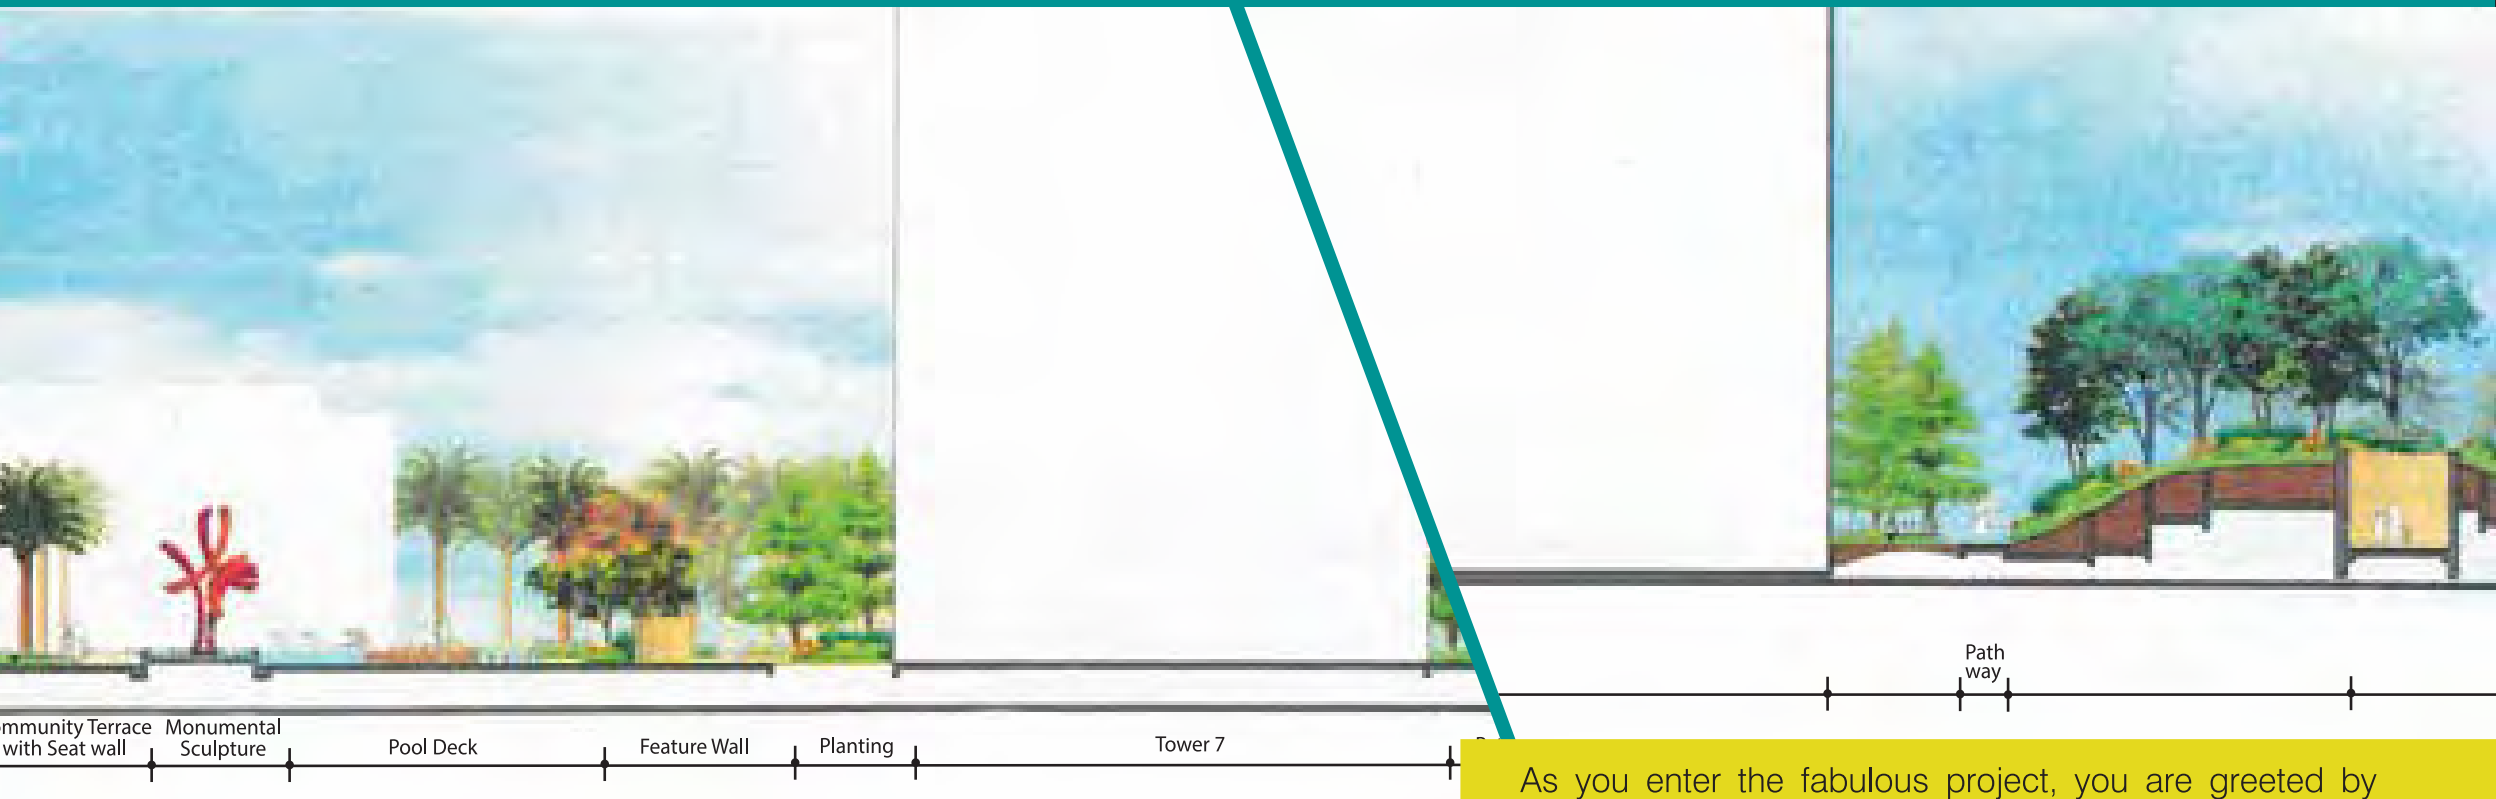 Path
way
mmunity Terrace
with Seat wall
Monumental
Sculpture
Pool Deck
Feature Wall
Planting
Tower 7
As you enter the fabulous project, you are greeted by